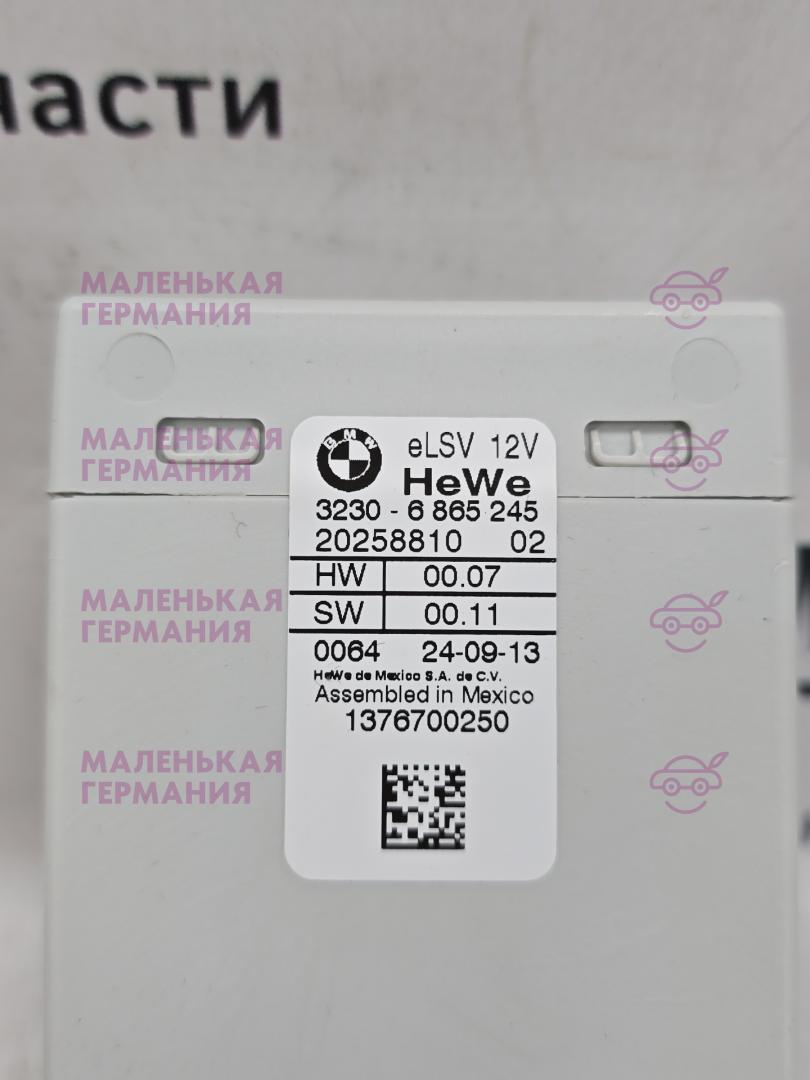 части
МАЛЕНЬКАЯ
ГЕРМАНИЯ
BMW
eLSV 12V
HeWe
3230 - 6 865 245
20258810 02
HW 00.07
SW 00.11
0064 24-09-13
HeWe de Mexico S.A. de C.V.
Assembled in Mexico
1376700250
МАЛЕНЬКАЯ
ГЕРМАНИЯ
МАЛЕНЬКАЯ
ГЕРМАНИЯ
МАЛЕНЬКАЯ
ГЕРМАНИЯ